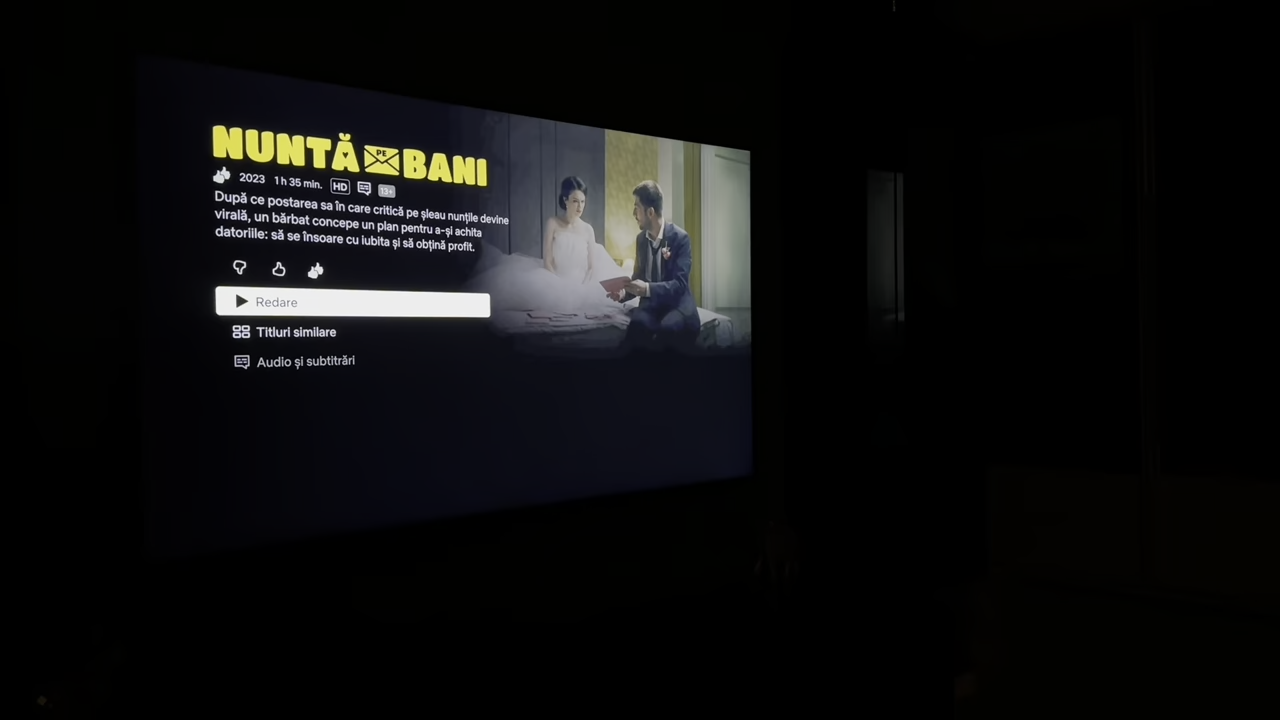 NUNTĂ PE BANI
2023 1 h 35 min. HD 13+
După ce postarea sa în care critică pe șleau nunțile devine
virală, un bărbat concepe un plan pentru a-și achita
datoriile: să se însoare cu iubita și să obțină profit.
Redare
Titluri similare
Audio și subtitrări